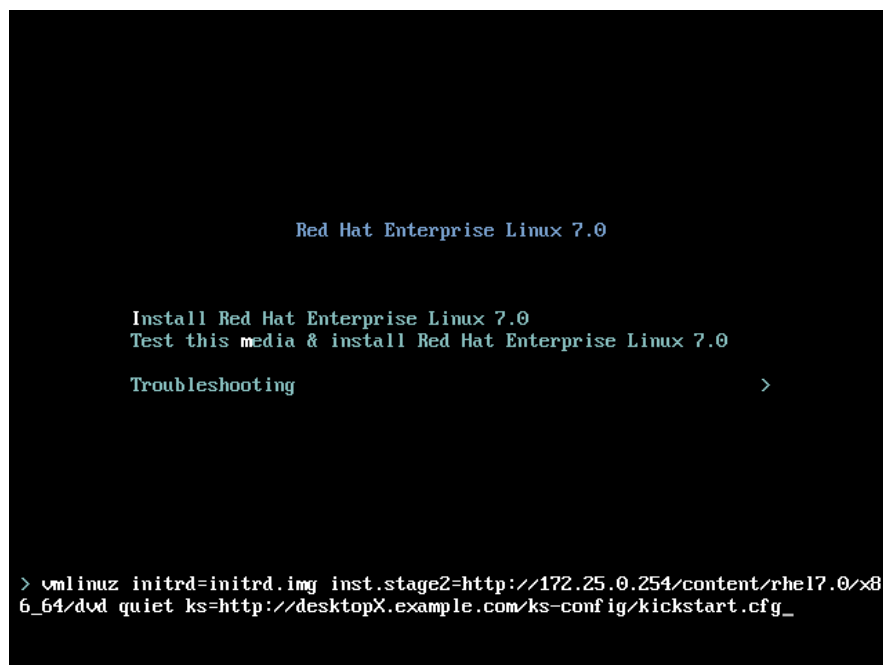 Red Hat Enterprise Linux 7.0
Install Red Hat Enterprise Linux 7.0
Test this media & install Red Hat Enterprise Linux 7.0
Troubleshooting >
> vmlinuz initrd=initrd.img inst.stage2=http://172.25.0.254/content/rhel7.0/x8
6_64/dvd quiet ks=http://desktopX.example.com/ks-config/kickstart.cfg_